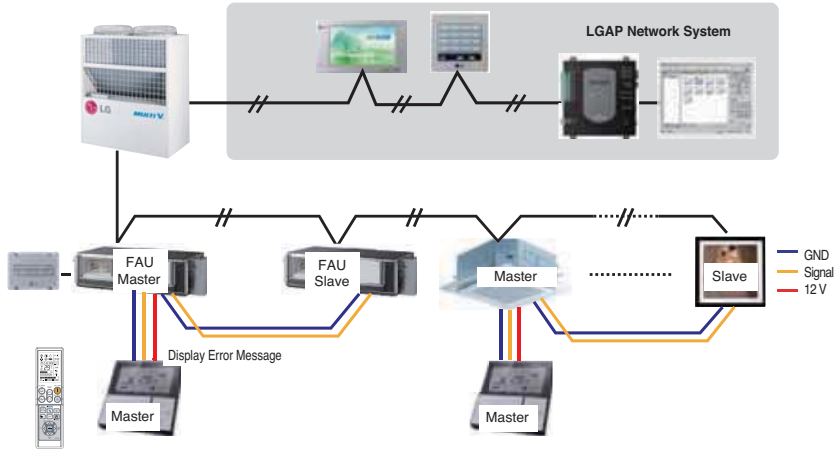 LGAP Network System
LG
MULTI V.
FAU
Master
FAU
Slave
Master
Slave
GND
Signal
12 V
Display Error Message
Master
Master